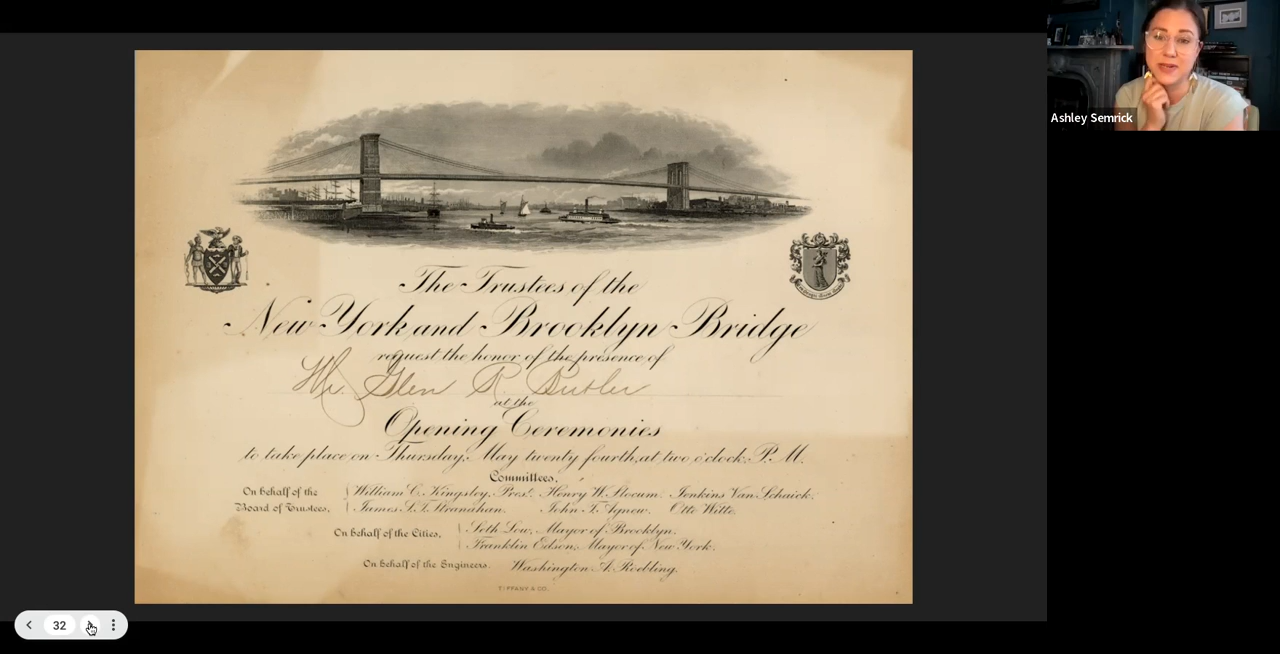 Ashley Semrick
The Trustees of the
New York and Brooklyn Bridge
request the honor of the presence of
Mr. Glen R. Butler
at the
Opening Ceremonies
to take place on Thursday, May twenty fourth, at two o'clock, P. M.
Committees.
On behalf of the Board of Trustees, William C. Kingsley, Prest. Henry W. Slocum. Jenkins Van Schaick.
James S. T. Stranahan. John T. Agnew. Otto Witte.
On behalf of the Cities, Seth Low, Mayor of Brooklyn.
Franklin Edson, Mayor of New York.
On behalf of the Engineers. Washington A. Roebling.
TIFFANY & CO.
32